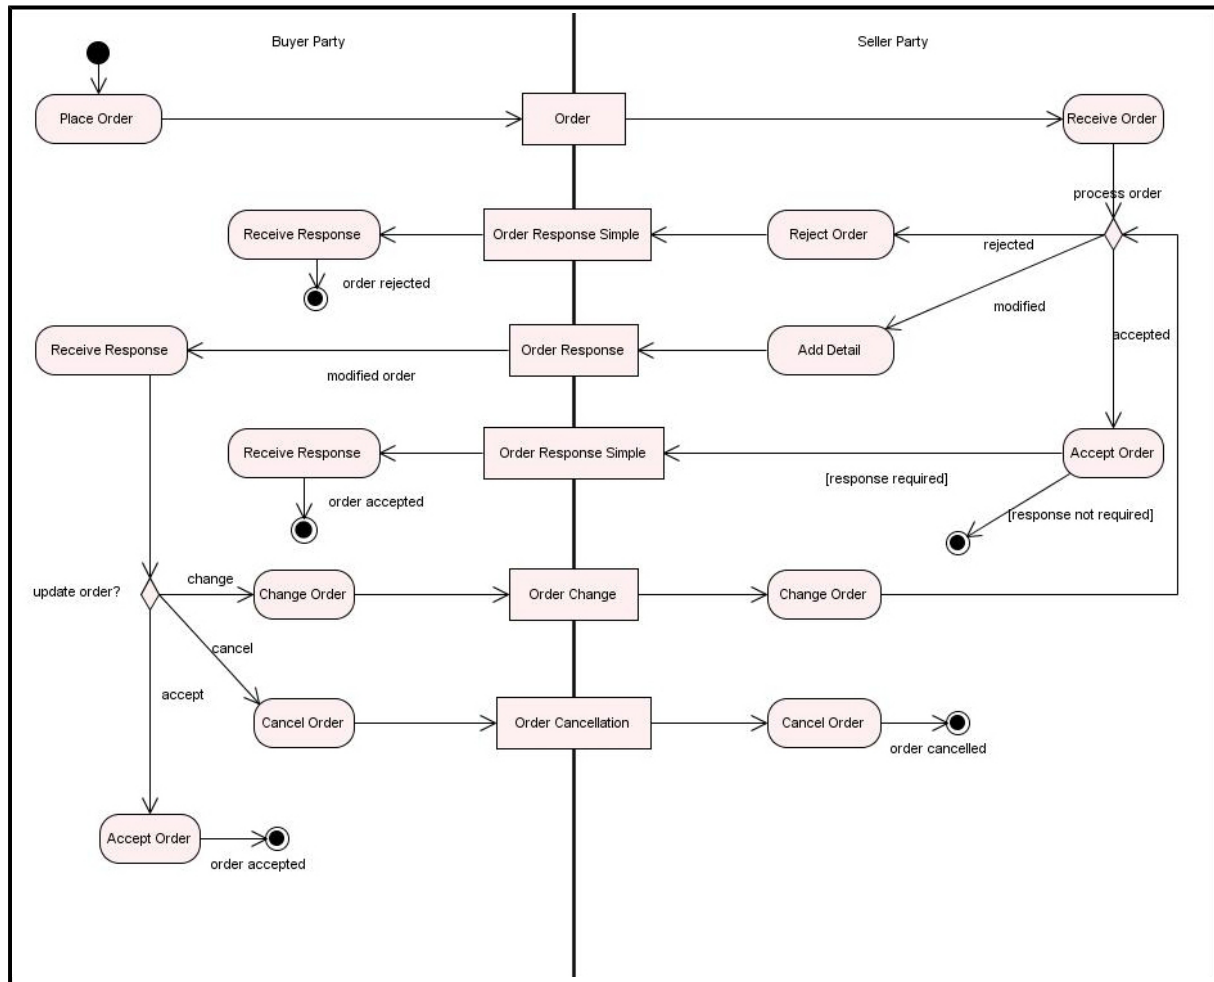 Buyer Party
Seller Party
Place Order
Order
Receive Order
process order
Receive Response
Order Response Simple
Reject Order
rejected
order rejected
modified
Receive Response
Order Response
Add Detail
accepted
modified order
Receive Response
Order Response Simple
Accept Order
[response required]
order accepted
[response not required]
update order?
change
Change Order
Order Change
Change Order
cancel
accept
Cancel Order
Order Cancellation
Cancel Order
order cancelled
Accept Order
order accepted